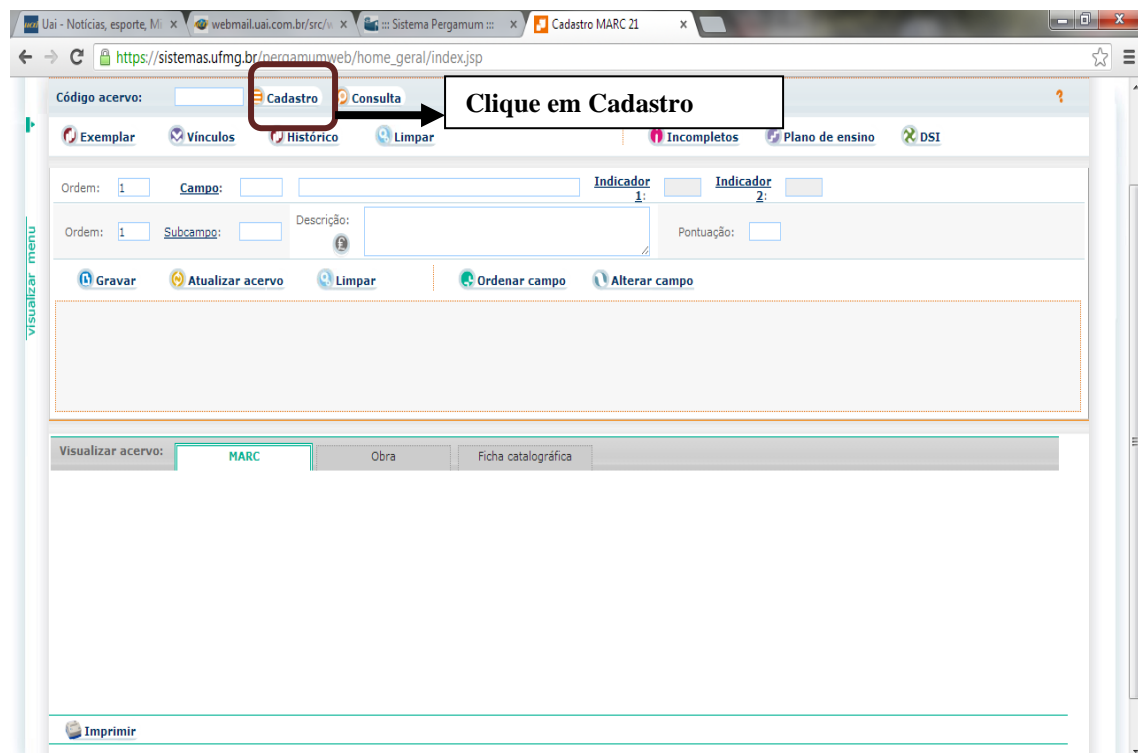 Uai - Notícias, esporte, Mi x webmail.uai.com.br/src/w x ::: Sistema Pergamum ::: x Cadastro MARC 21 x
https://sistemas.ufmg.br/pergamumweb/home_geral/index.jsp
Código acervo: Cadastro Consulta ?
Clique em Cadastro
Exemplar Vínculos Histórico Limpar Incompletos Plano de ensino DSI
Ordem: 1 Campo: Indicador 1: Indicador 2:
Ordem: 1 Subcampo: Descrição: Pontuação:
Gravar Atualizar acervo Limpar Ordenar campo Alterar campo
visualizar menu
Visualizar acervo: MARC Obra Ficha catalográfica
Imprimir